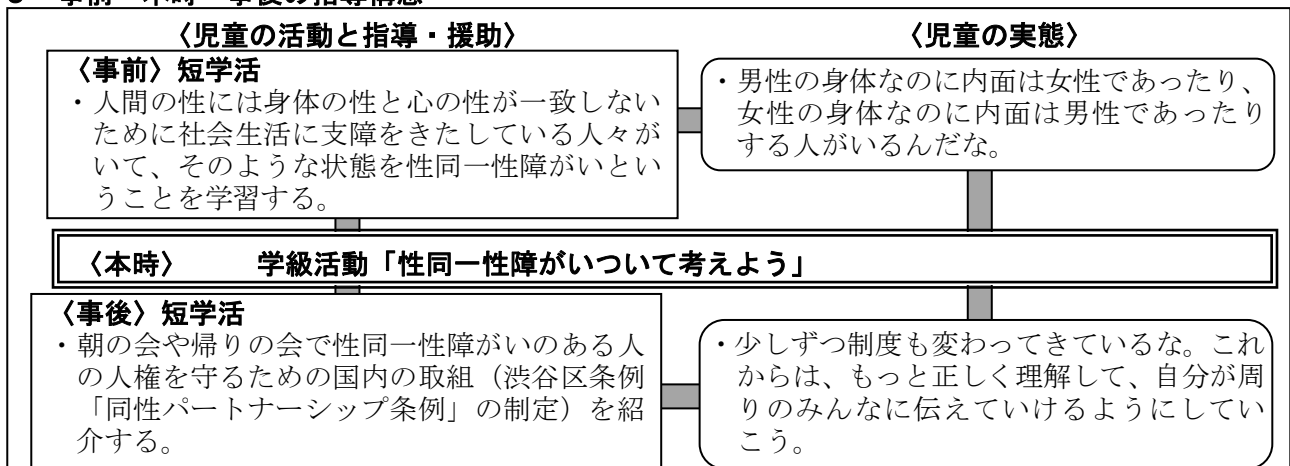 〈児童の活動と指導・援助〉
〈児童の実態〉
〈事前〉短学活
・人間の性には身体の性と心の性が一致しない
ために社会生活に支障をきたしている人々が
いて、そのような状態を性同一性障がいとい
うことを学習する。
・男性の身体なのに内面は女性であったり、
女性の身体なのに内面は男性であったり
する人がいるんだな。
〈本時〉 学級活動「性同一性障がいついて考えよう」
〈事後〉短学活
・朝の会や帰りの会で性同一性障がいのある人
の人権を守るための国内の取組（渋谷区条例
「同性パートナーシップ条例」の制定）を紹
介する。
・少しずつ制度も変わってきているな。これ
からは、もっと正しく理解して、自分が周
りのみんなに伝えていけるようにしてい
こう。